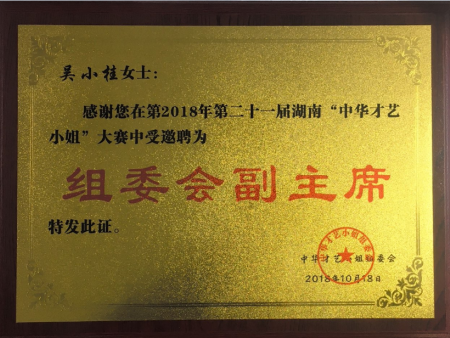 吴小桂女士：
感谢您在第2018年第二十一届湖南“中华才艺
小姐”大赛中受邀聘为
组委会副主席
特发此证。
中华才艺小姐组委会
2018年10月18日